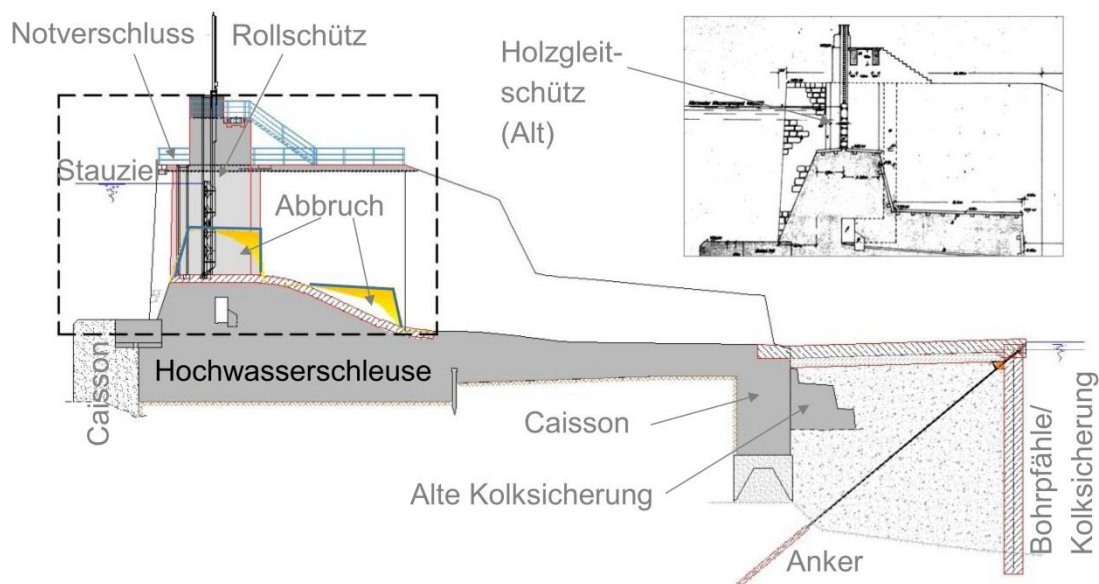 Notverschluss
Rollschütz
Holzgleit-
schütz
(Alt)
Stauziel
Abbruch
Hochwasserschleuse
Caisson
Caisson
Alte Kolksicherung
Anker
Bohrpfähle/
Kolksicherung